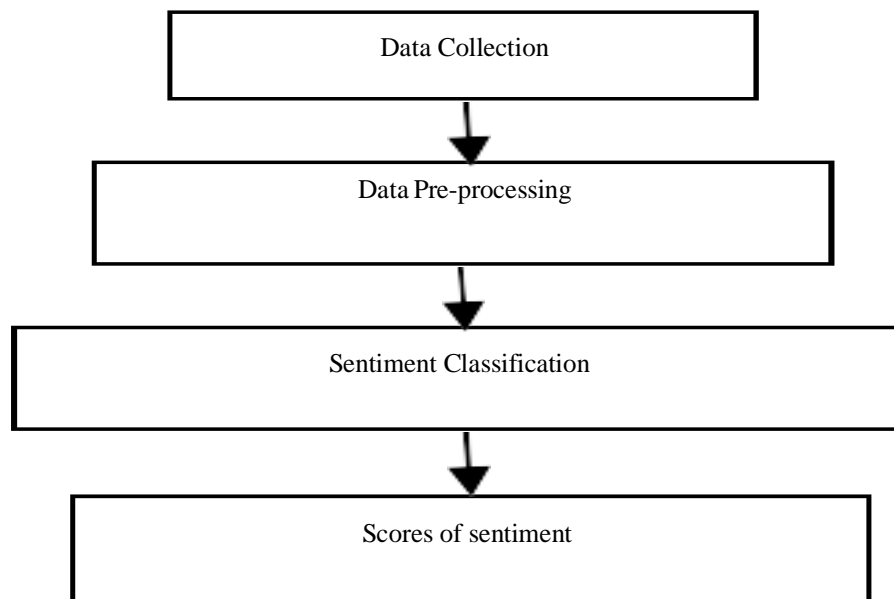 Data Collection
Data Pre-processing
Sentiment Classification
Scores of sentiment